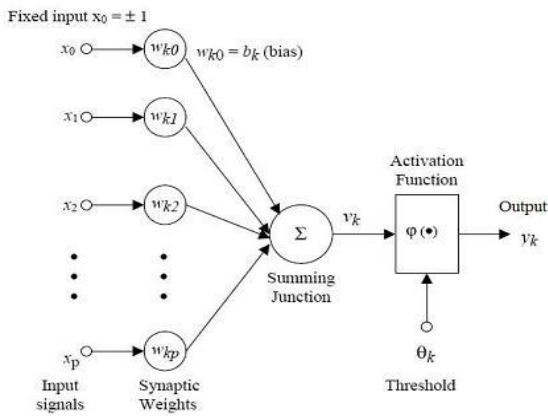 Fixed input x₀ = ± 1
x₀ w_k0 w_k0 = b_k (bias)
x₁ w_k1
x₂ w_k2
Σ
Summing
Junction
v_k
Activation
Function
φ (•)
Output
y_k
θ_k
Threshold
x_p w_kp
Input
signals
Synaptic
Weights